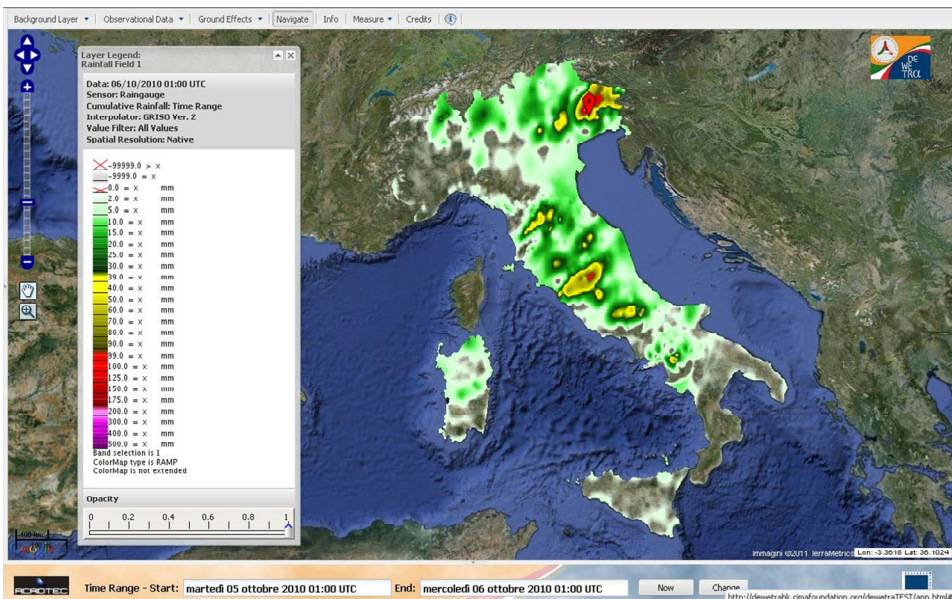 Background Layer Observational Data Ground Effects Navigate Info Measure Credits
Layer Legend:
Rainfall Field 1
Data: 06/10/2010 01:00 UTC
Sensor: Raingauge
Cumulative Rainfall: Time Range
Interpolator: GRISO Ver. 2
Value Filter: All Values
Spatial Resolution: Native
-99999.0 > x
-9999.0 = x
0.0 = x mm
2.0 = x mm
5.0 = x mm
10.0 = x mm
15.0 = x mm
20.0 = x mm
25.0 = x mm
30.0 = x mm
39.0 = x mm
40.0 = x mm
50.0 = x mm
60.0 = x mm
70.0 = x mm
80.0 = x mm
90.0 = x mm
99.0 = x mm
100.0 = x mm
125.0 = x mm
150.0 = x mm
175.0 = x mm
200.0 = x mm
300.0 = x mm
400.0 = x mm
500.0 = x mm
Band selection is 1
ColorMap type is RAMP
ColorMap is not extended
Opacity
0 0.2 0.4 0.6 0.8 1
DE
WE
TRα
Immagini ©2011 TerraMetrics
Lon: -3.3618 Lat: 36.1024
ACROTEC
Time Range - Start: martedì 05 ottobre 2010 01:00 UTC End: mercoledì 06 ottobre 2010 01:00 UTC Now Change
http://dewetrabk.cimafoundation.org/dewetraTEST/app.html#